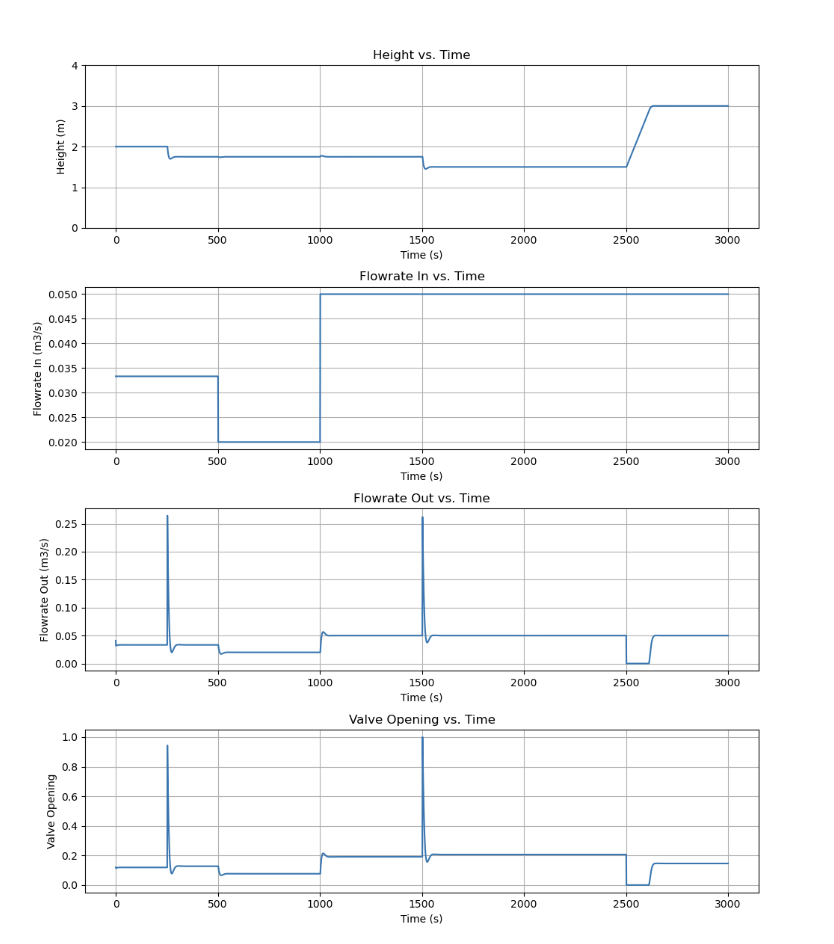 Height vs. Time
Height (m)
4
3
2
1
0
0 500 1000 1500 2000 2500 3000
Time (s)
Flowrate In vs. Time
Flowrate In (m3/s)
0.050
0.045
0.040
0.035
0.030
0.025
0.020
0 500 1000 1500 2000 2500 3000
Time (s)
Flowrate Out vs. Time
Flowrate Out (m3/s)
0.25
0.20
0.15
0.10
0.05
0.00
0 500 1000 1500 2000 2500 3000
Time (s)
Valve Opening vs. Time
Valve Opening
1.0
0.8
0.6
0.4
0.2
0.0
0 500 1000 1500 2000 2500 3000
Time (s)